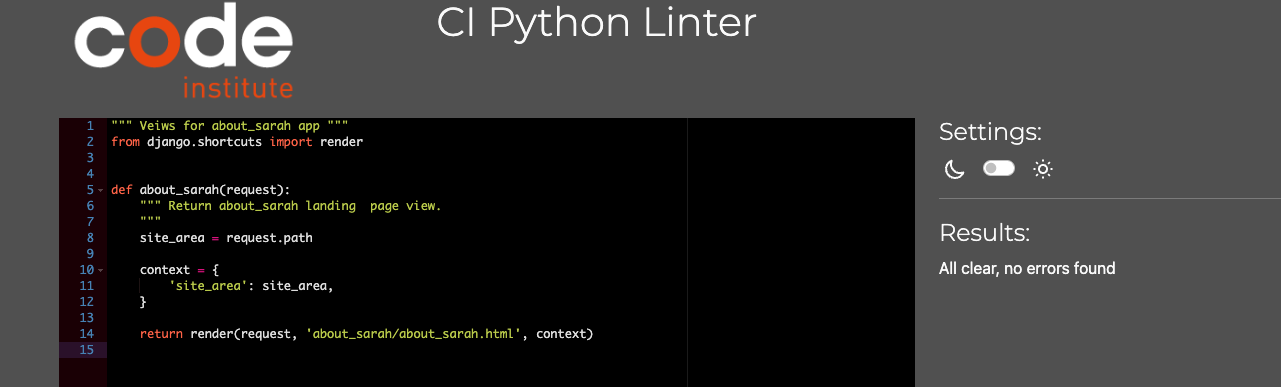 code
institute
CI Python Linter
1 """ Veiws for about_sarah app """
2 from django.shortcuts import render
3
4
5 def about_sarah(request):
6     """ Return about_sarah landing  page view.
7     """
8     site_area = request.path
9
10     context = {
11         'site_area': site_area,
12     }
13
14     return render(request, 'about_sarah/about_sarah.html', context)
15
Settings:
Results:
All clear, no errors found